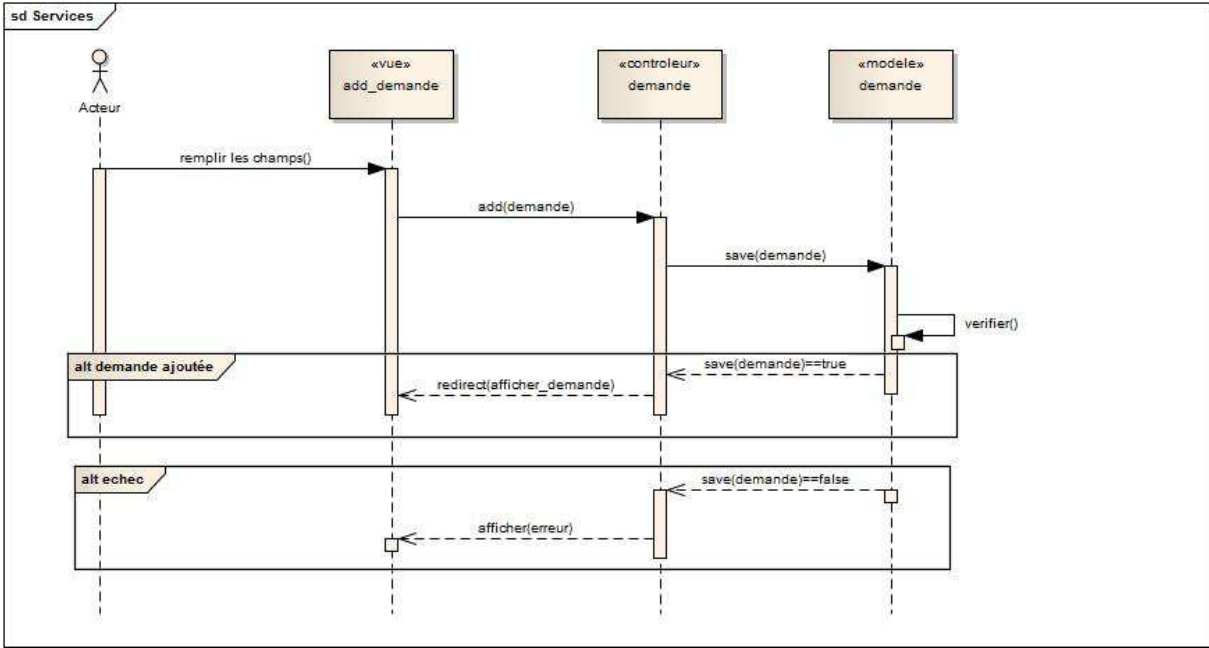 sd Services
Acteur
«vue»
add_demande
«controleur»
demande
«modele»
demande
remplir les champs()
add(demande)
save(demande)
verifier()
alt demande ajoutée
save(demande)==true
redirect(afficher_demande)
alt echec
save(demande)==false
afficher(erreur)